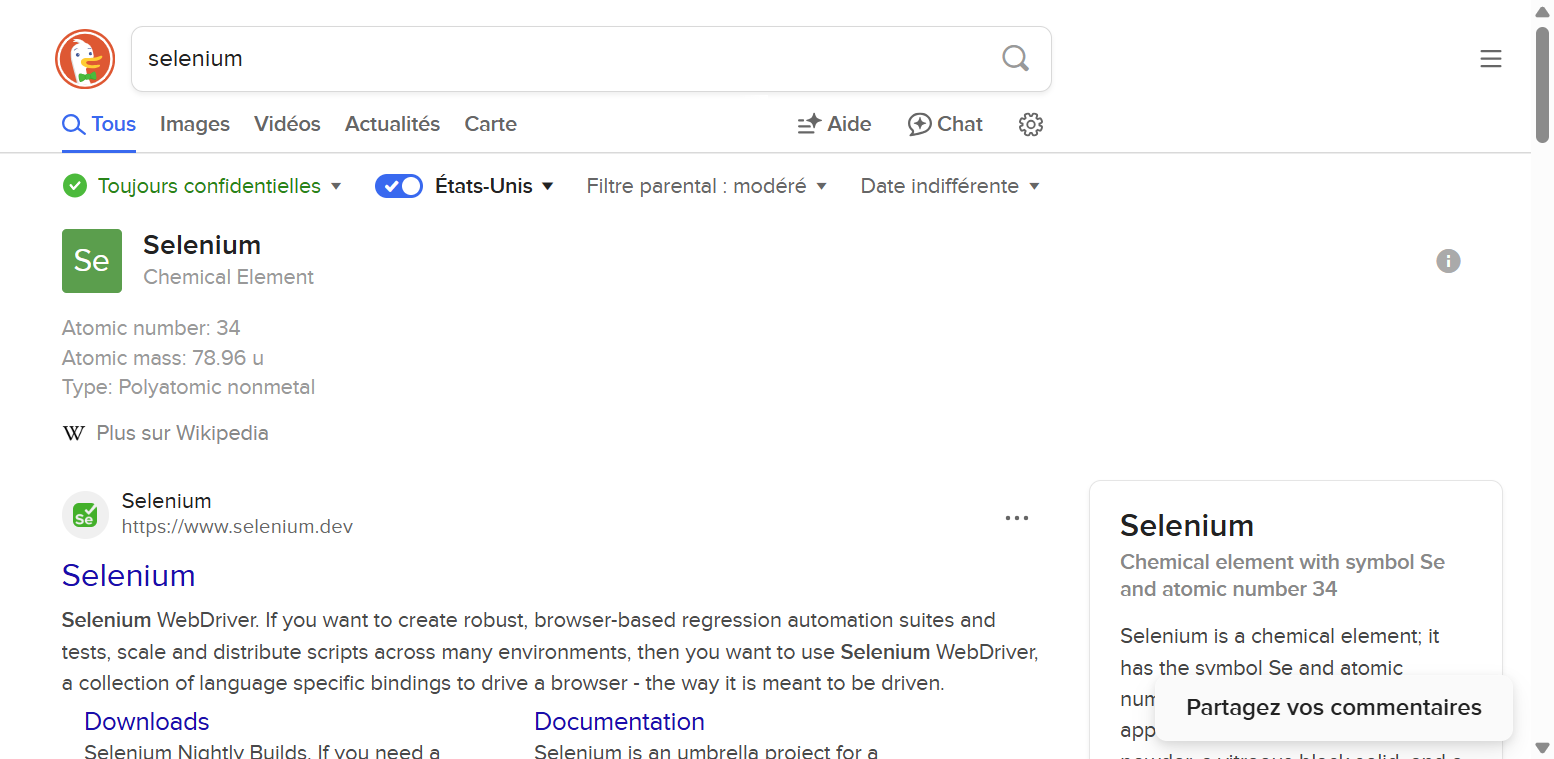 selenium
Tous Images Vidéos Actualités Carte Aide Chat
Toujours confidentielles États-Unis Filtre parental : modéré Date indifférente
Se
Selenium
Chemical Element
Atomic number: 34
Atomic mass: 78.96 u
Type: Polyatomic nonmetal
W Plus sur Wikipedia
Se
Selenium
https://www.selenium.dev
Selenium
Selenium WebDriver. If you want to create robust, browser-based regression automation suites and
tests, scale and distribute scripts across many environments, then you want to use Selenium WebDriver,
a collection of language specific bindings to drive a browser - the way it is meant to be driven.
Downloads
Selenium Nightly Builds. If you need a
Documentation
Selenium is an umbrella project for a
Selenium
Chemical element with symbol Se
and atomic number 34
Selenium is a chemical element; it
has the symbol Se and atomic
Partagez vos commentaires